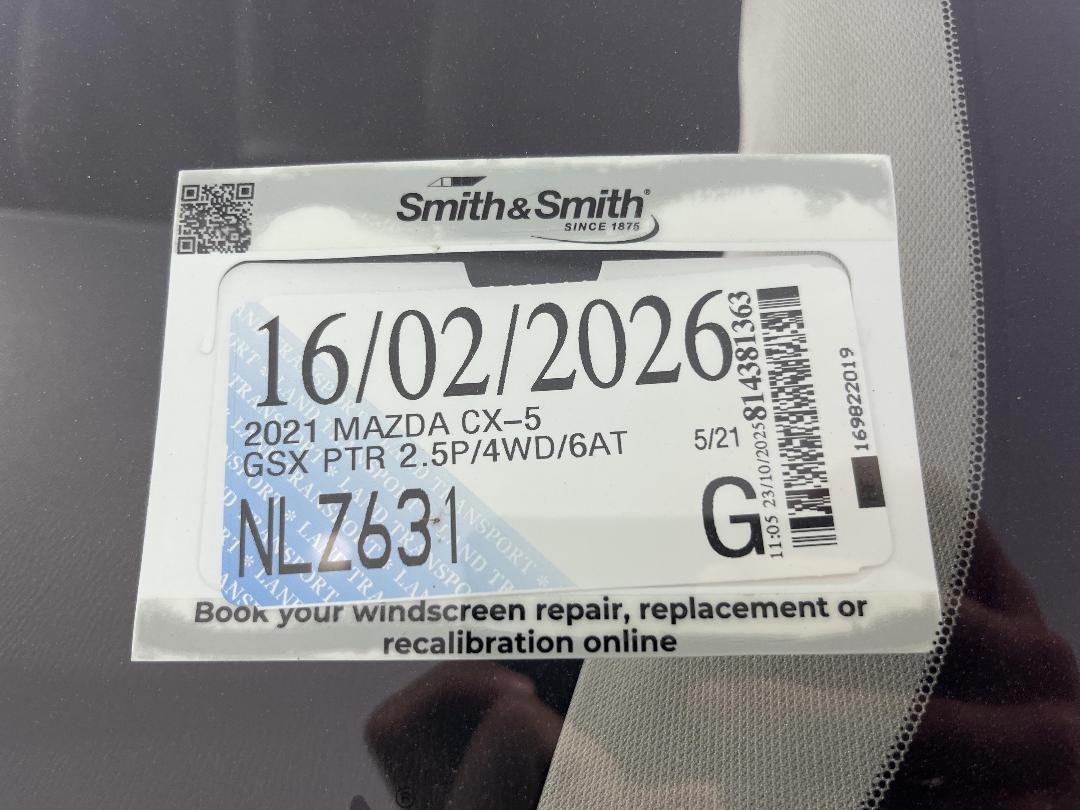 Smith&Smith®
SINCE 1875
16/02/2026
2021 MAZDA CX-5
GSX PTR 2.5P/4WD/6AT
5/21
NLZ631
G
11:05 23/10/2025
814381363
169822019
Book your windscreen repair, replacement or
recalibration online